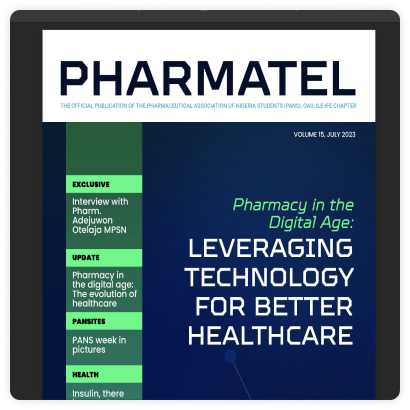 PHARMATEL
THE OFFICIAL PUBLICATION OF THE PHARMACEUTICAL ASSOCIATION OF NIGERIA STUDENTS (PANS), OAU, ILE-IFE CHAPTER
VOLUME 15, JULY 2023
EXCLUSIVE
Interview with
Pharm.
Adejuwon
Otelaja MPSN
UPDATE
Pharmacy in
the digital age:
The evolution of
healthcare
PANSITES
PANS week in
pictures
HEALTH
Insulin, there
Pharmacy in the
Digital Age:
LEVERAGING
TECHNOLOGY
FOR BETTER
HEALTHCARE